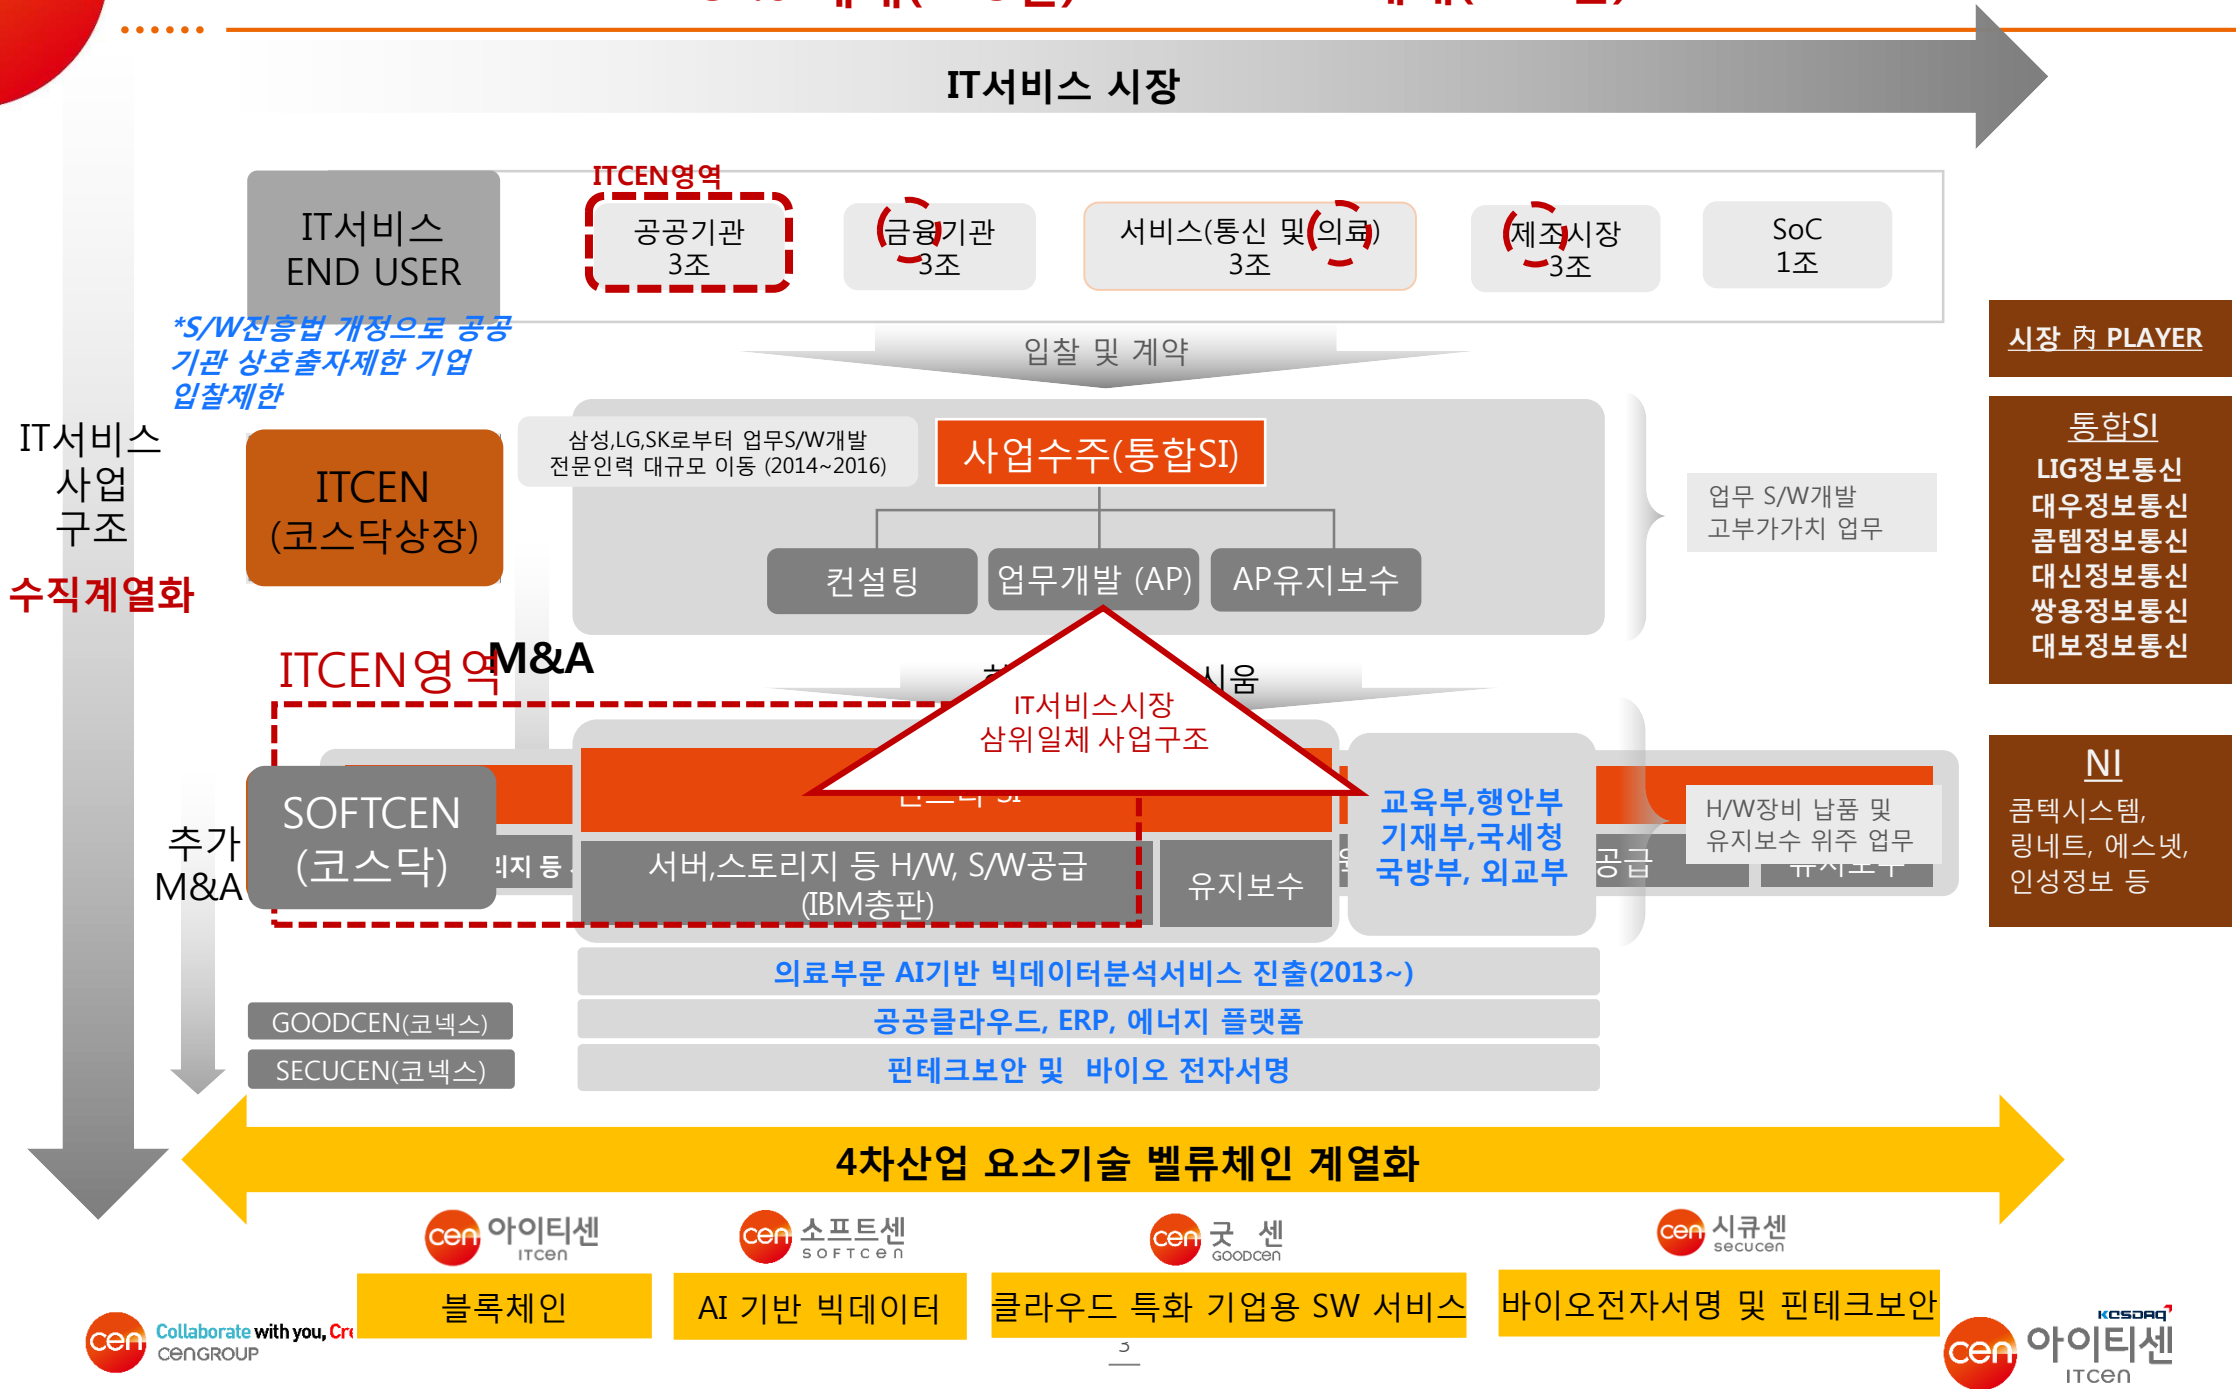 IT서비스 시장
ITCEN영역
IT서비스
END USER
공공기관
3조
금융기관
3조
서비스(통신 및 의료)
3조
제조시장
3조
SoC
1조
*S/W진흥법 개정으로 공공
기관 상호출자제한 기업
입찰제한
입찰 및 계약
시장 內 PLAYER
IT서비스
사업
구조
수직계열화
ITCEN
(코스닥상장)
삼성,LG,SK로부터 업무S/W개발
전문인력 대규모 이동 (2014~2016)
사업수주(통합SI)
컨설팅
업무개발 (AP)
AP유지보수
업무 S/W개발
고부가가치 업무
통합SI
LIG정보통신
대우정보통신
콤텝정보통신
대신정보통신
쌍용정보통신
대보정보통신
M&A
ITCEN영역
시움
IT서비스시장
삼위일체 사업구조
SOFTCEN
(코스닥)
추가
M&A
리지 등
서버,스토리지 등 H/W, S/W공급
(IBM총판)
유지보수
교육부,행안부
기재부,국세청
국방부, 외교부
공급
유지보수
H/W장비 납품 및
유지보수 위주 업무
NI
콤텍시스템,
링네트, 에스넷,
인성정보 등
의료부문 AI기반 빅데이터분석서비스 진출(2013~)
GOODCEN(코넥스)
공공클라우드, ERP, 에너지 플랫폼
SECUCEN(코넥스)
핀테크보안 및 바이오 전자서명
4차산업 요소기술 벨류체인 계열화
cen 아이티센
ITCEN
cen 소프트센
SOFTCEN
cen 굿 센
GOODCEN
cen 시큐센
secucen
블록체인
AI 기반 빅데이터
클라우드 특화 기업용 SW 서비스
바이오전자서명 및 핀테크보안
cen Collaborate with you, Cre
CENGROUP
3
KOSDAQ
cen 아이티센
ITCEN